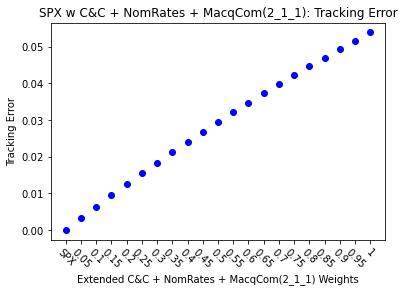 SPX w C&C + NomRates + MacqCom(2_1_1): Tracking Error
0.05
0.04
0.03
0.02
0.01
0.00
Tracking Error
SPX 0.05 0.1 0.15 0.2 0.25 0.3 0.35 0.4 0.45 0.5 0.55 0.6 0.65 0.7 0.75 0.8 0.85 0.9 0.95 1
Extended C&C + NomRates + MacqCom(2_1_1) Weights